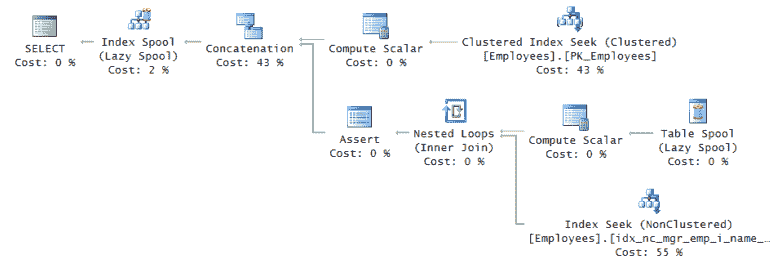 SELECT
Cost: 0 %
Index Spool
(Lazy Spool)
Cost: 2 %
Concatenation
Cost: 43 %
Compute Scalar
Cost: 0 %
Clustered Index Seek (Clustered)
[Employees].[PK_Employees]
Cost: 43 %
Assert
Cost: 0 %
Nested Loops
(Inner Join)
Cost: 0 %
Compute Scalar
Cost: 0 %
Table Spool
(Lazy Spool)
Cost: 0 %
Index Seek (NonClustered)
[Employees].[idx_nc_mgr_emp_i_name_…
Cost: 55 %